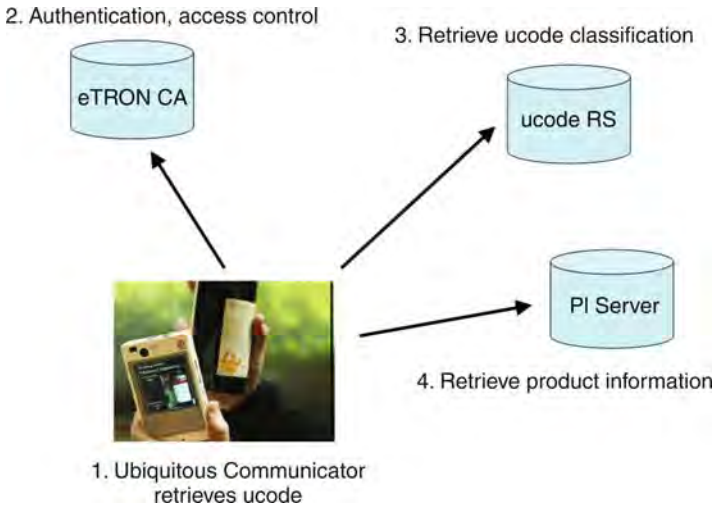 2. Authentication, access control
eTRON CA
3. Retrieve ucode classification
ucode RS
PI Server
4. Retrieve product information
1. Ubiquitous Communicator
retrieves ucode